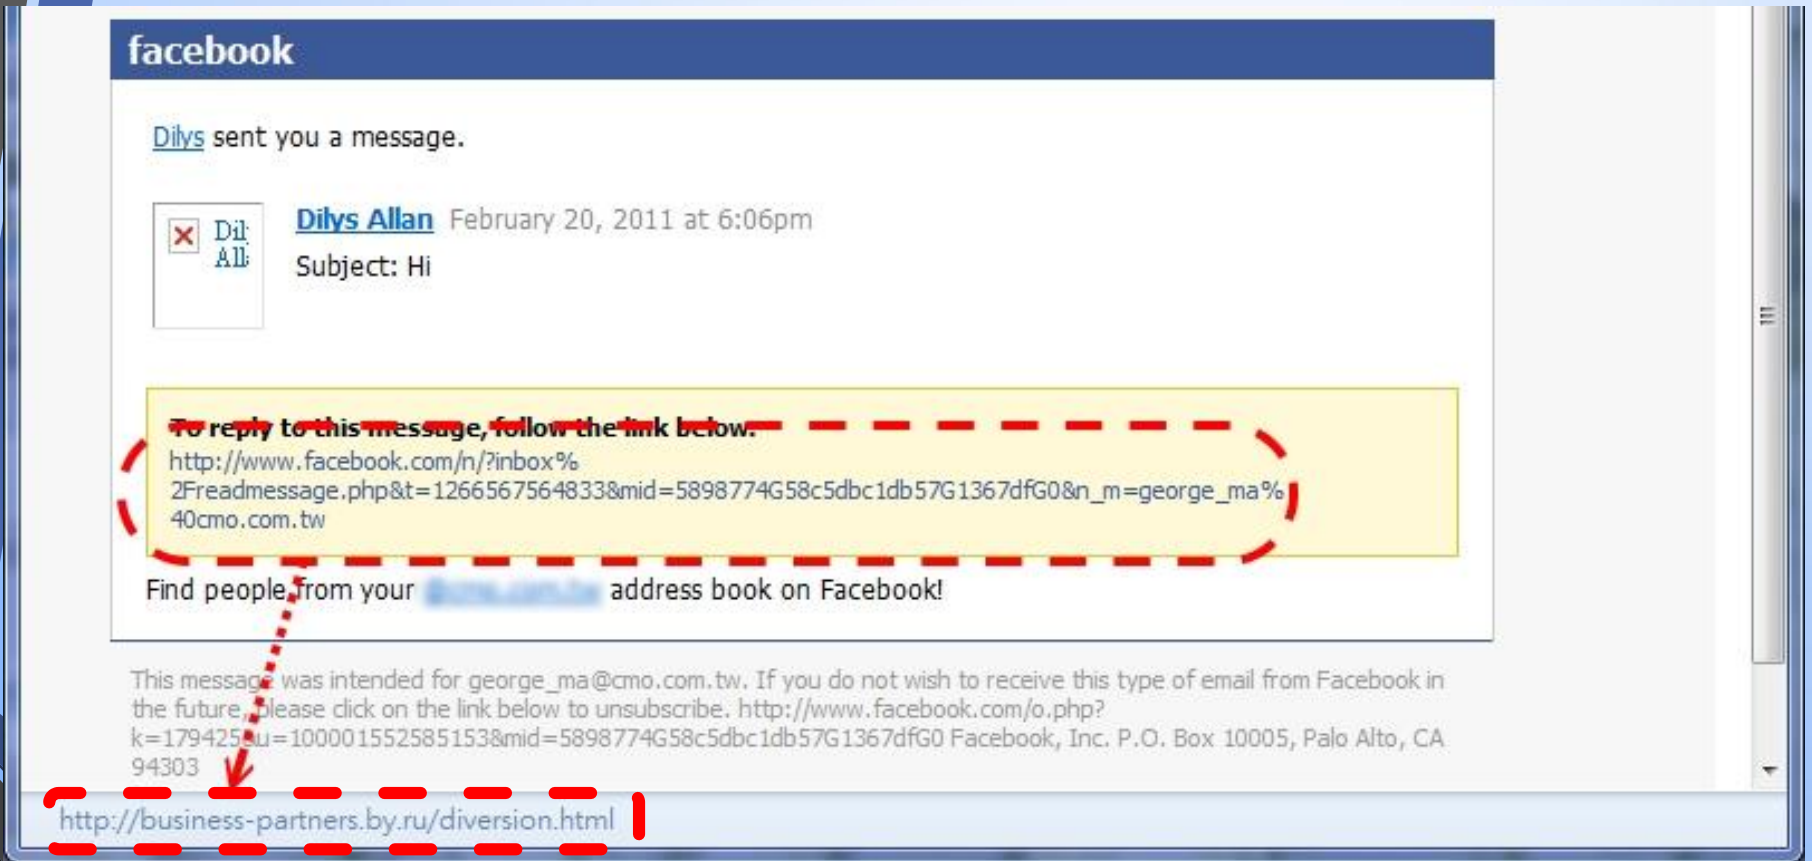 facebook
Dilys sent you a message.
Dil
All
Dilys Allan February 20, 2011 at 6:06pm
Subject: Hi
To reply to this message, follow the link below.
http://www.facebook.com/n/?inbox%
2Freadmessage.php&t=1266567564833&mid=5898774G58c5dbc1db57G1367dfG0&n_m=george_ma%
40cmo.com.tw
Find people from your address book on Facebook!
This message was intended for george_ma@cmo.com.tw. If you do not wish to receive this type of email from Facebook in
the future, please click on the link below to unsubscribe. http://www.facebook.com/o.php?
k=179425&u=100001552585153&mid=5898774G58c5dbc1db57G1367dfG0 Facebook, Inc. P.O. Box 10005, Palo Alto, CA
94303
http://business-partners.by.ru/diversion.html